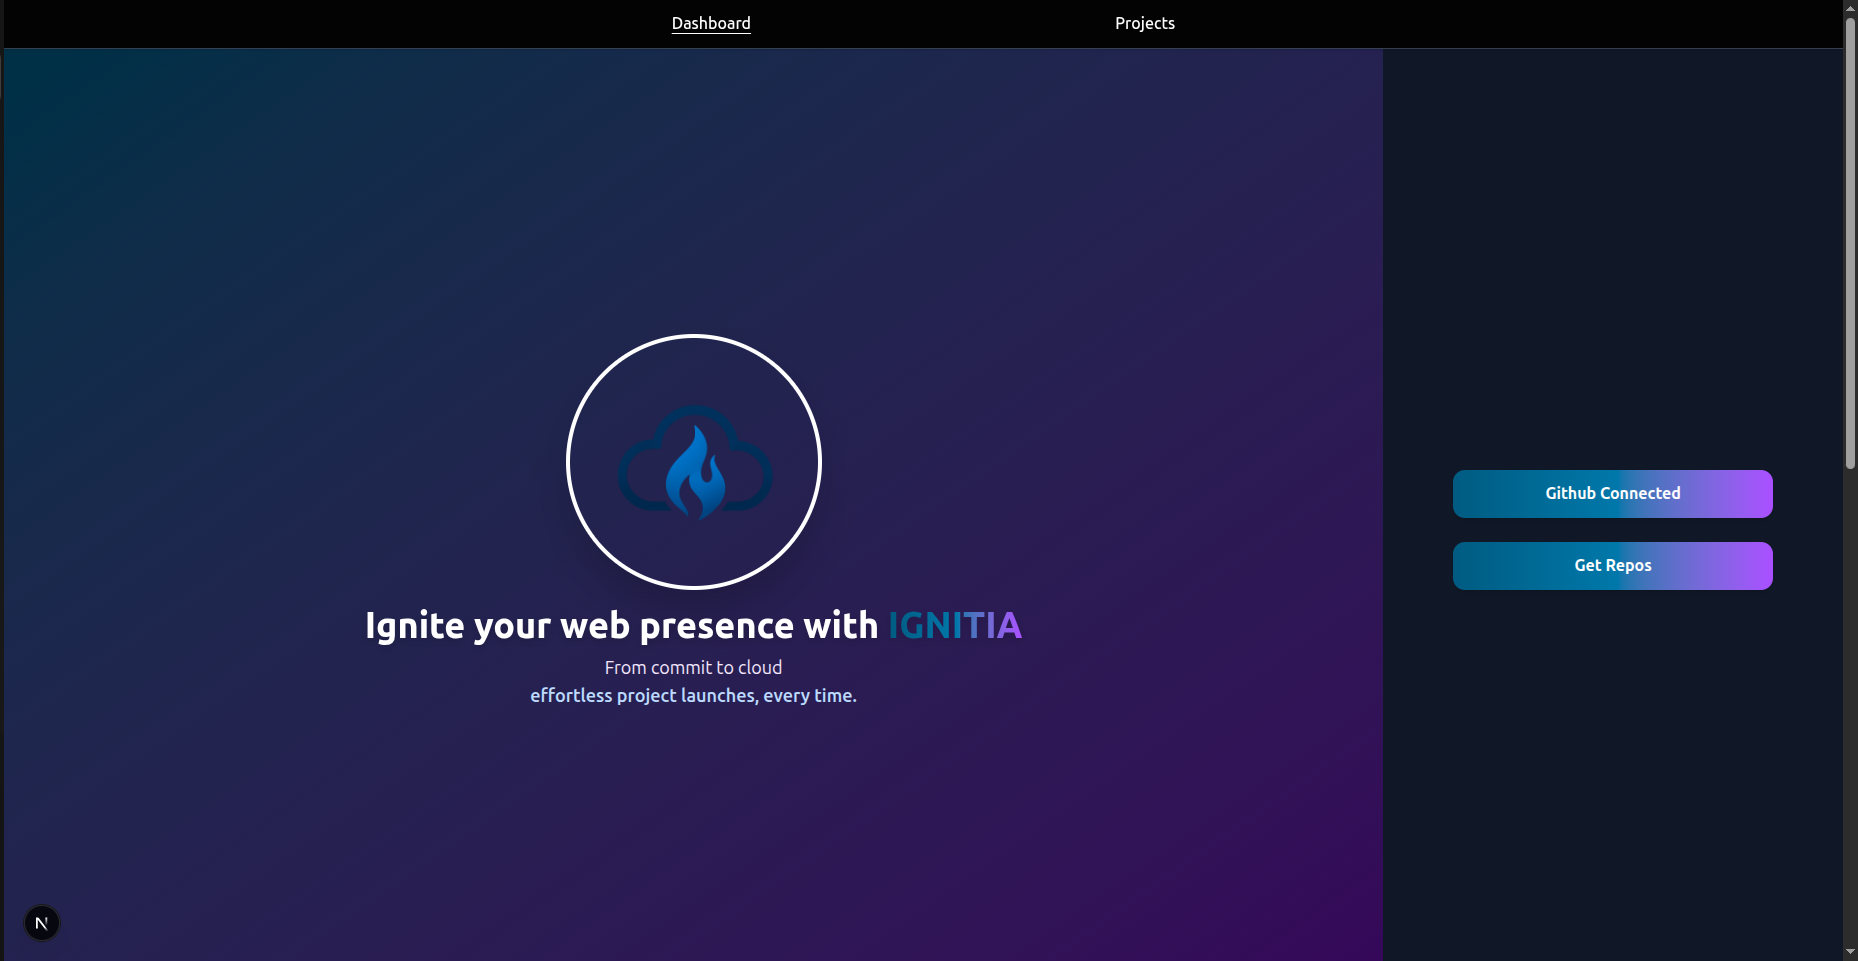 Dashboard
Projects
Ignite your web presence with IGNITIA
From commit to cloud
effortless project launches, every time.
Github Connected
Get Repos
N